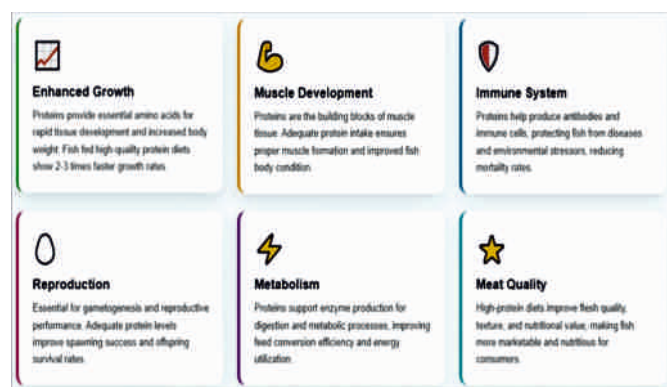 Enhanced Growth
Proteins provide essential amino acids for
rapid tissue development and increased body
weight. Fish fed high quality protein diets
show 2-3 times faster growth rates.
Muscle Development
Proteins are the building blocks of muscle
tissue. Adequate protein intake ensures
proper muscle formation and improved fish
body condition.
Immune System
Proteins help produce antibodies and
immune cells, protecting fish from diseases
and environmental stressors, reducing
mortality rates.
Reproduction
Essential for gametogenesis and reproductive
performance. Adequate protein levels
improve spawning success and offspring
survival rates.
Metabolism
Proteins support enzyme production for
digestion and metabolic processes, improving
feed conversion efficiency and energy
utilization.
Meat Quality
High-protein diets improve flesh quality,
texture, and nutritional value, making fish
more marketable and nutritious for
consumers.